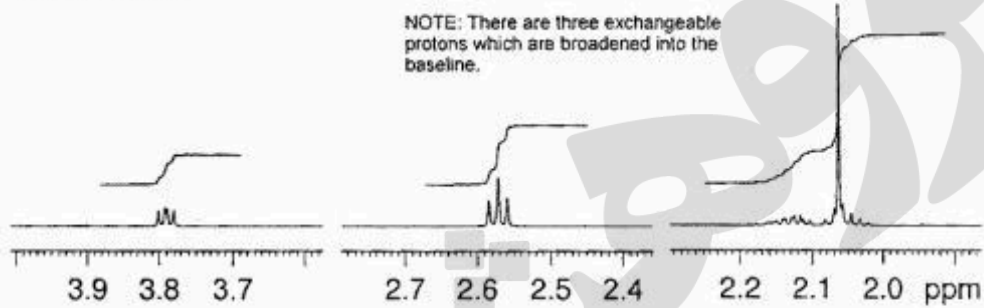 NOTE: There are three exchangeable
protons which are broadened into the
baseline.
3.9 3.8 3.7 2.7 2.6 2.5 2.4 2.2 2.1 2.0 ppm